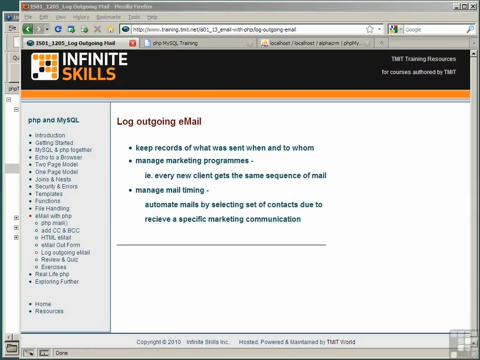 IS01_1205_Log Outgoing Mail - Mozilla Firefox
File Edit View History Bookmarks Tools Help
http://www.training.tmit.net/is01_13_email-with-php/log-outgoing-email
Google
IS01_1205_Log Outgoing Mail
php MySQL Training
localhost / localhost / alphacrm | phpM...
INFINITE
SKILLS
TMIT Training Resources
for courses authored by TMIT
php and MySQL
Introduction
Getting Started
MySQL & php together
Echo to a Browser
Two Page Model
One Page Model
Joins & Nests
Security & Errors
Templates
Functions
File Handling
eMail with php
php mail()
add CC & BCC
HTML eMail
eMail Out Form
Log outgoing eMail
Review & Quiz
Exercises
Real Life php
Exploring Further
Home
Resources
Log outgoing eMail
keep records of what was sent when and to whom
manage marketing programmes -
ie. every new client gets the same sequence of mail
manage mail timing -
automate mails by selecting set of contacts due to
recieve a specific marketing communication
Copyright © 2010 Infinite Skills Inc. Hosted, Powered & Maintained by TMIT World
Done